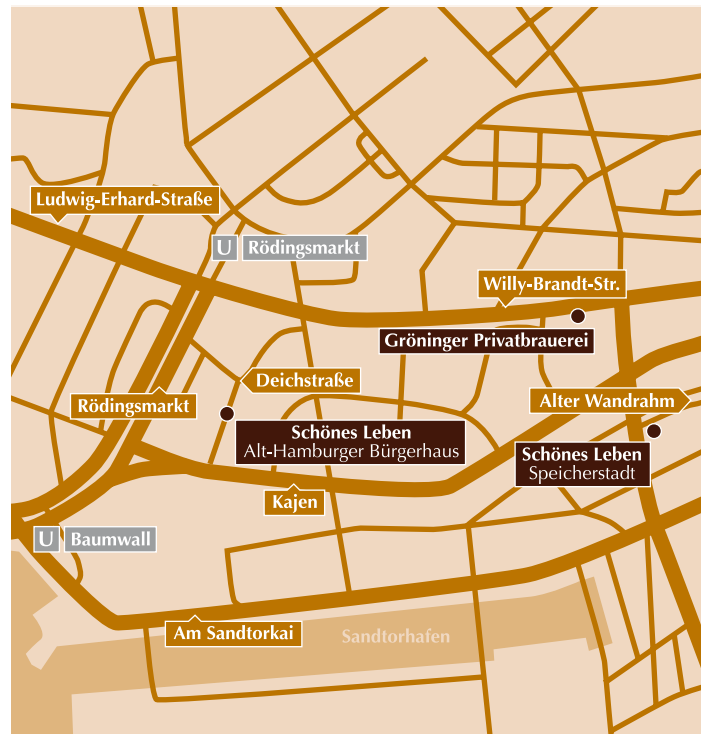 Ludwig-Erhard-Straße
U Rödingsmarkt
Willy-Brandt-Str.
Gröninger Privatbrauerei
Deichstraße
Rödingsmarkt
Alter Wandrahm
Schönes Leben
Alt-Hamburger Bürgerhaus
Schönes Leben
Speicherstadt
Kajen
U Baumwall
Am Sandtorkai
Sandtorhafen